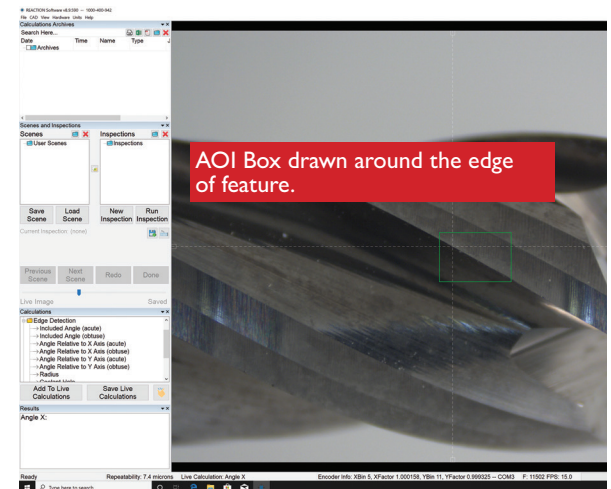 REACTION Software v8.0.580 -- 1000-400-942
File CAD View Hardware Units Help
Calculations Archives
Search Here...
Date Time Name Type
Archives
Scenes and Inspections
Scenes Inspections
User Scenes Inspections
AOI Box drawn around the edge
of feature.
Save Scene Load Scene New Inspection Run Inspection
Current Inspection: (none)
Previous Scene Next Scene Redo Done
Live Image Saved
Calculations
Edge Detection
Included Angle (acute)
Included Angle (obtuse)
Angle Relative to X Axis (acute)
Angle Relative to X Axis (obtuse)
Angle Relative to Y Axis (acute)
Angle Relative to Y Axis (obtuse)
Radius
Add To Live Calculations Save Live Calculations
Results
Angle X:
Ready Repeatability: 7.4 microns Live Calculation: Angle X Encoder Info: XBin 5, XFactor 1.000158, YBin 11, YFactor 0.999325 -- COM3 F: 11502 FPS: 15.0
Type here to search